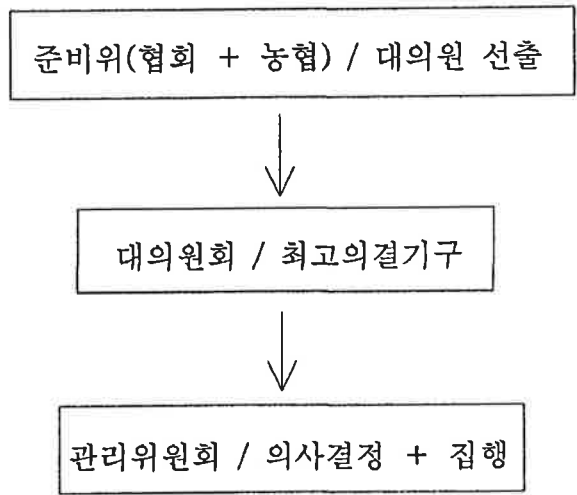 준비위(협회 + 농협) / 대의원 선출
대의원회 / 최고의결기구
관리위원회 / 의사결정 + 집행